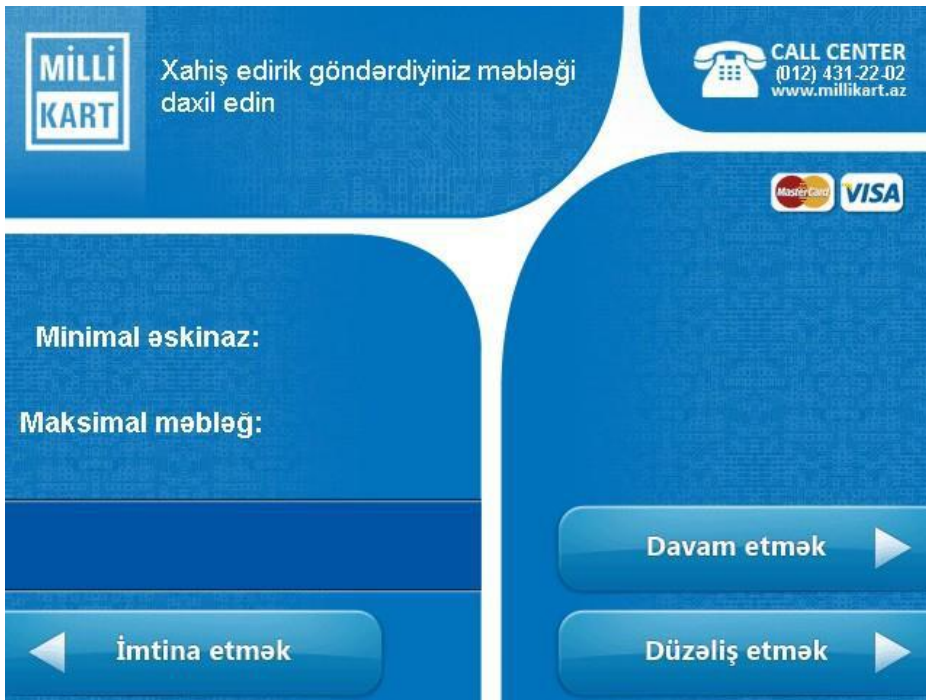 MİLLİ
KART
Xahiş edirik göndərdiyiniz məbləği
daxil edin
CALL CENTER
(012) 431-22-02
www.millikart.az
MasterCard
VISA
Minimal əskinaz:
Maksimal məbləğ:
Davam etmək
İmtina etmək
Düzəliş etmək